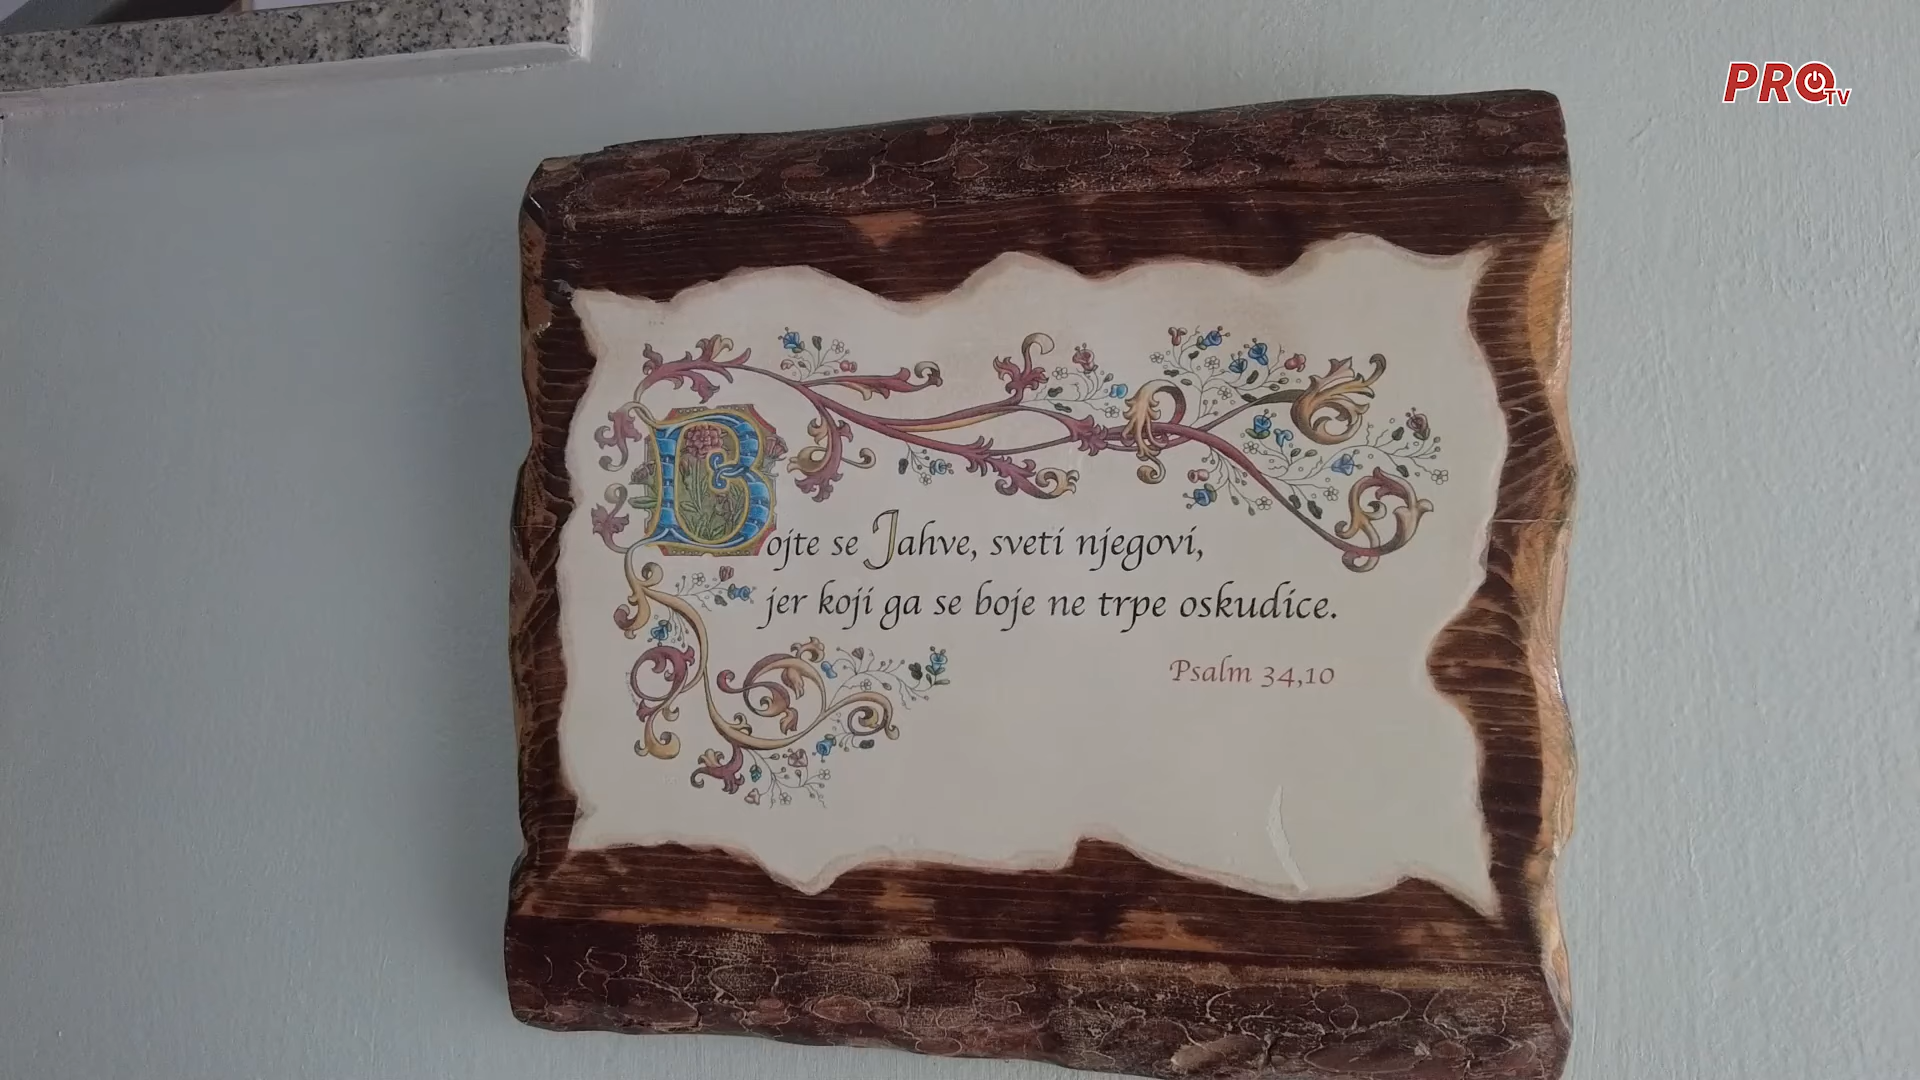 PRO TV
Bojte se Jahve, sveti njegovi,
jer koji ga se boje ne trpe oskudice.
Psalm 34,10